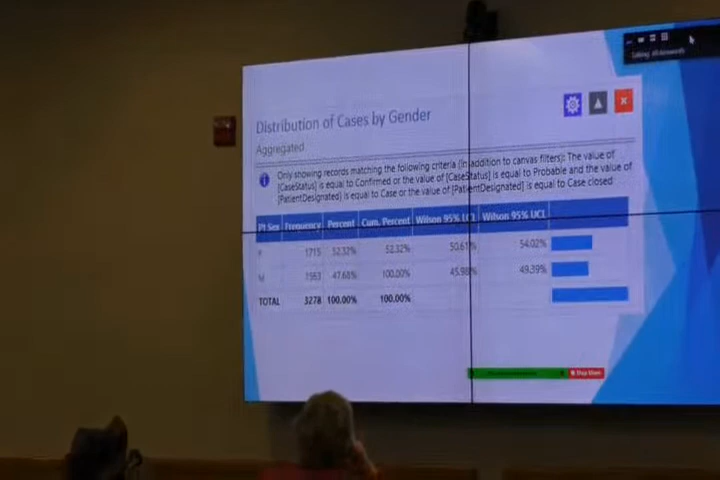 Distribution of Cases by Gender
Aggregated
Only showing records matching the following criteria (in addition to canvas filters): The value of
[CaseStatus] is equal to Confirmed or the value of [CaseStatus] is equal to Probable and the value of
[PatientDesignated] is equal to Case or the value of [PatientDesignated] is equal to Case closed
Pt Sex Frequency Percent Cum. Percent Wilson 95% LCL Wilson 95% UCL
F 1715 52.32% 52.32% 50.61% 54.02%
M 1563 47.68% 100.00% 45.98% 49.39%
TOTAL 3278 100.00% 100.00%
Stop Share